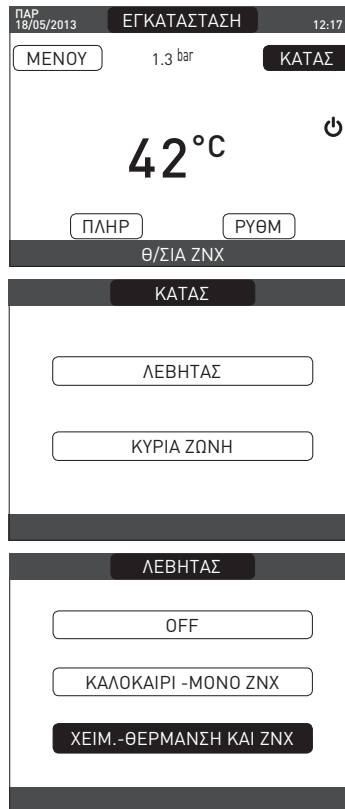 ΠΑΡ
18/05/2013
ΕΓΚΑΤΑΣΤΑΣΗ
12:17
ΜΕΝΟΥ
1.3 bar
ΚΑΤΑΣ
42°C
ΠΛΗΡ
ΡΥΘΜ
Θ/ΣΙΑ ΖΝΧ
ΚΑΤΑΣ
ΛΕΒΗΤΑΣ
ΚΥΡΙΑ ΖΩΝΗ
ΛΕΒΗΤΑΣ
OFF
ΚΑΛΟΚΑΙΡΙ -ΜΟΝΟ ΖΝΧ
ΧΕΙΜ.-ΘΕΡΜΑΝΣΗ ΚΑΙ ΖΝΧ